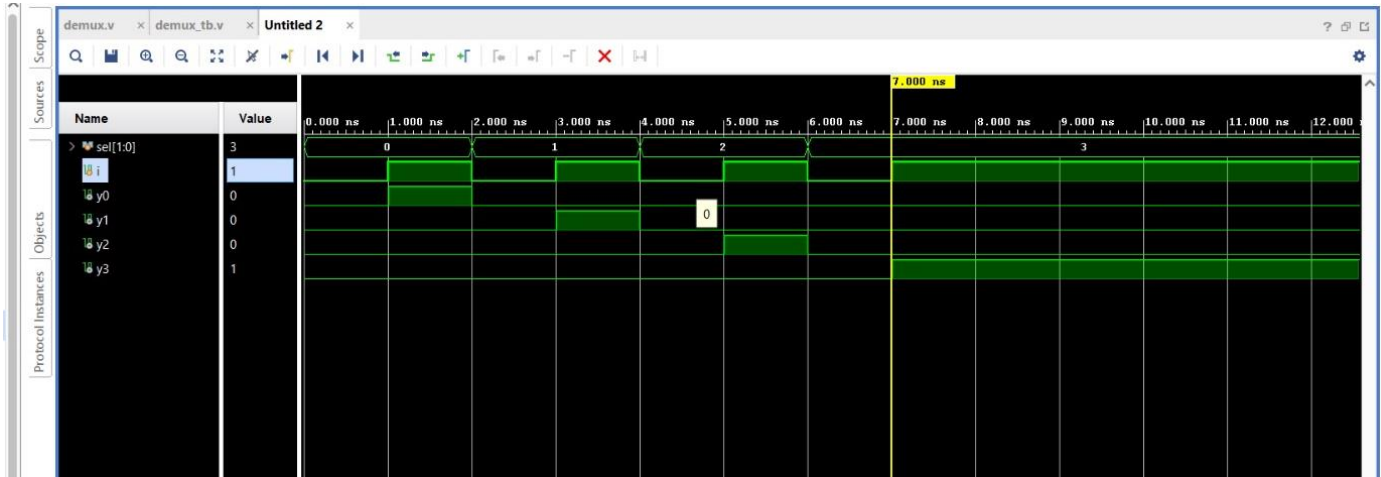 demux.v × demux_tb.v × Untitled 2 ×
?
Scope
Sources
Objects
Protocol Instances
7.000 ns
Name Value
0.000 ns 1.000 ns 2.000 ns 3.000 ns 4.000 ns 5.000 ns 6.000 ns 7.000 ns 8.000 ns 9.000 ns 10.000 ns 11.000 ns 12.000
sel[1:0] 3 0 1 2 3
i 1
y0 0
y1 0 0
y2 0
y3 1